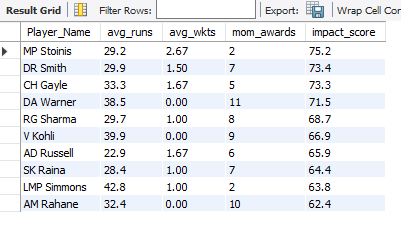 Result Grid Filter Rows: Export: Wrap Cell Con
Player_Name avg_runs avg_wkts mom_awards impact_score
MP Stoinis 29.2 2.67 2 75.2
DR Smith 29.9 1.50 7 73.4
CH Gayle 33.3 1.67 5 73.3
DA Warner 38.5 0.00 11 71.5
RG Sharma 29.7 1.00 8 68.7
V Kohli 39.9 0.00 9 66.9
AD Russell 22.9 1.67 6 65.9
SK Raina 28.4 1.00 7 64.4
LMP Simmons 42.8 1.00 2 63.8
AM Rahane 32.4 0.00 10 62.4